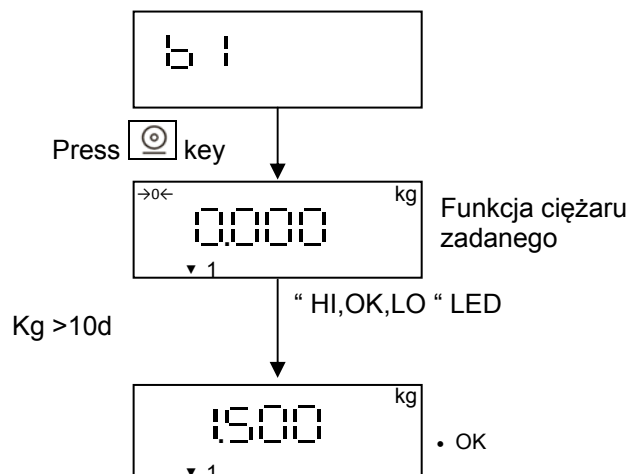 b 1
Press key
→0← kg
0.000
▼ 1
Funkcja ciężaru
zadanego
“ HI,OK,LO “ LED
Kg >10d
kg
1.500
▼ 1
• OK